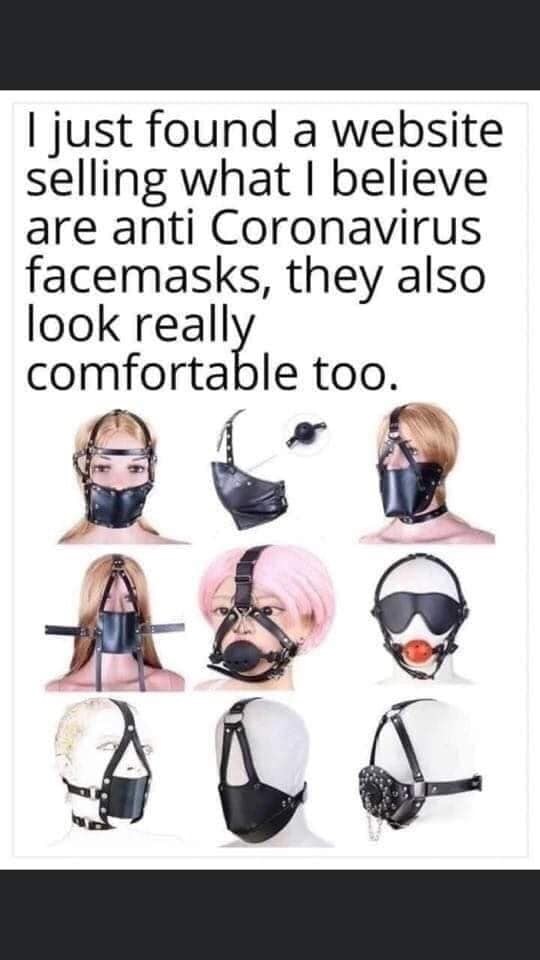 I just found a website
selling what I believe
are anti Coronavirus
facemasks, they also
look really
comfortable too.